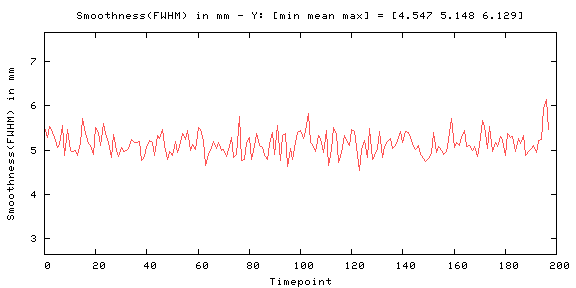 Smoothness(FWHM) in mm - Y: [min mean max] = [4.547 5.148 6.129]
Smoothness(FWHM) in mm
7
6
5
4
3
0 20 40 60 80 100 120 140 160 180 200
Timepoint